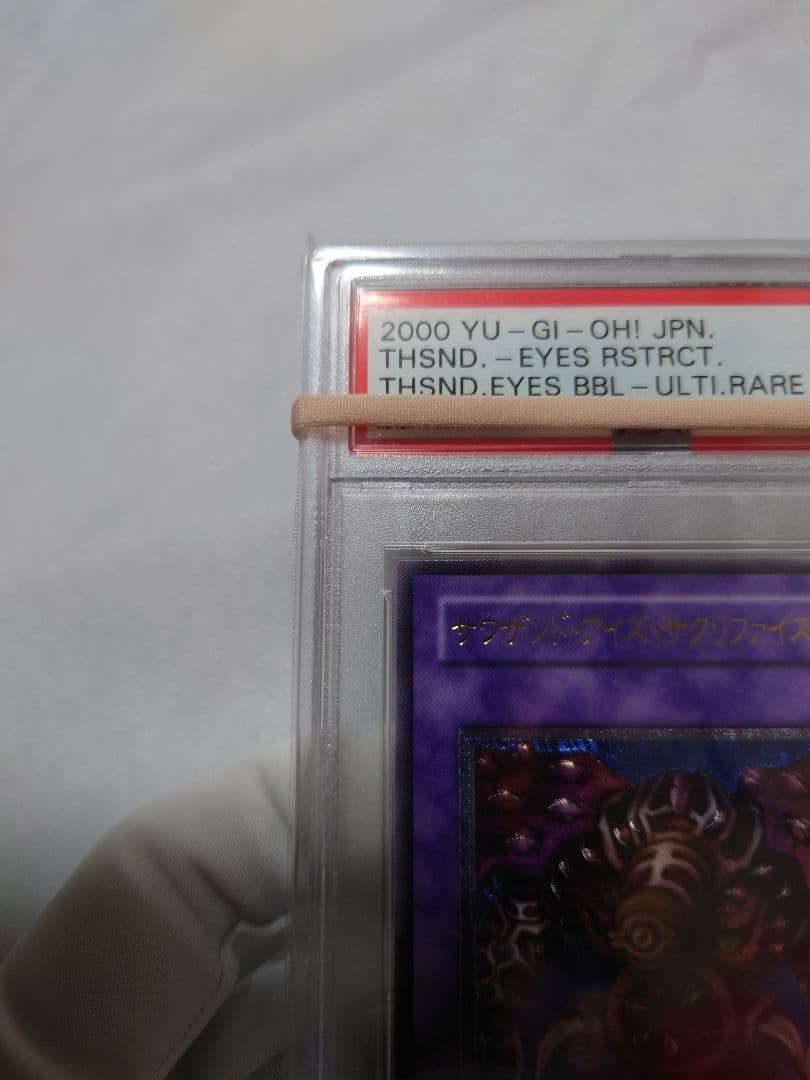 2000 YU-GI-OH! JPN.
THSND.-EYES RSTRCT.
THSND.EYES BBL-ULTI.RARE
サウザンド・アイズ・サクリファイス